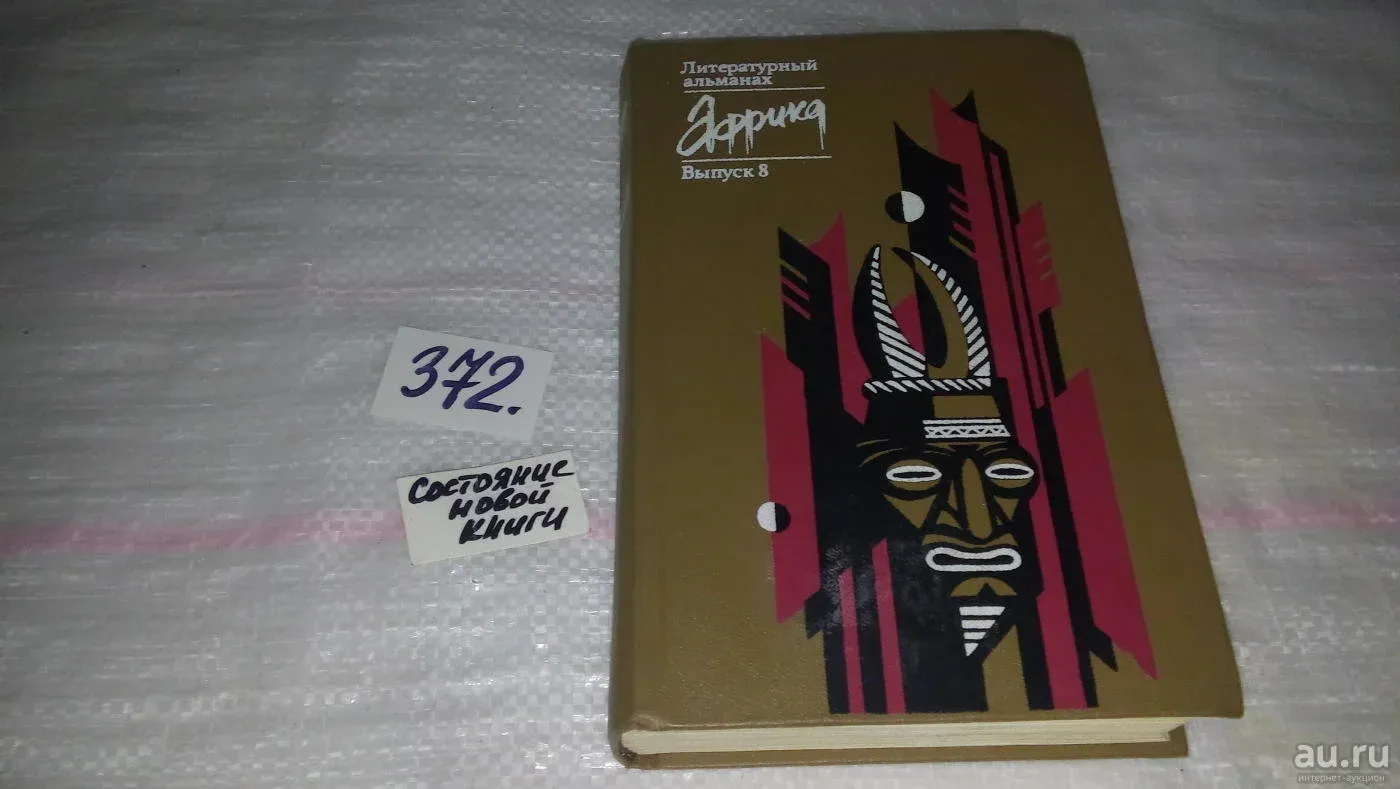 Литературный
альманах
Африка
Выпуск 8
372.
Состояние
новой
книги
au.ru
интернет-аукцион